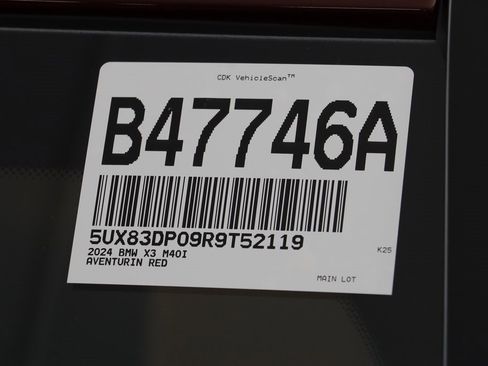 CDK VehicleScan™
B47746A
5UX83DP09R9T52119
2024 BMW X3 M40I
AVENTURIN RED
K25
MAIN LOT